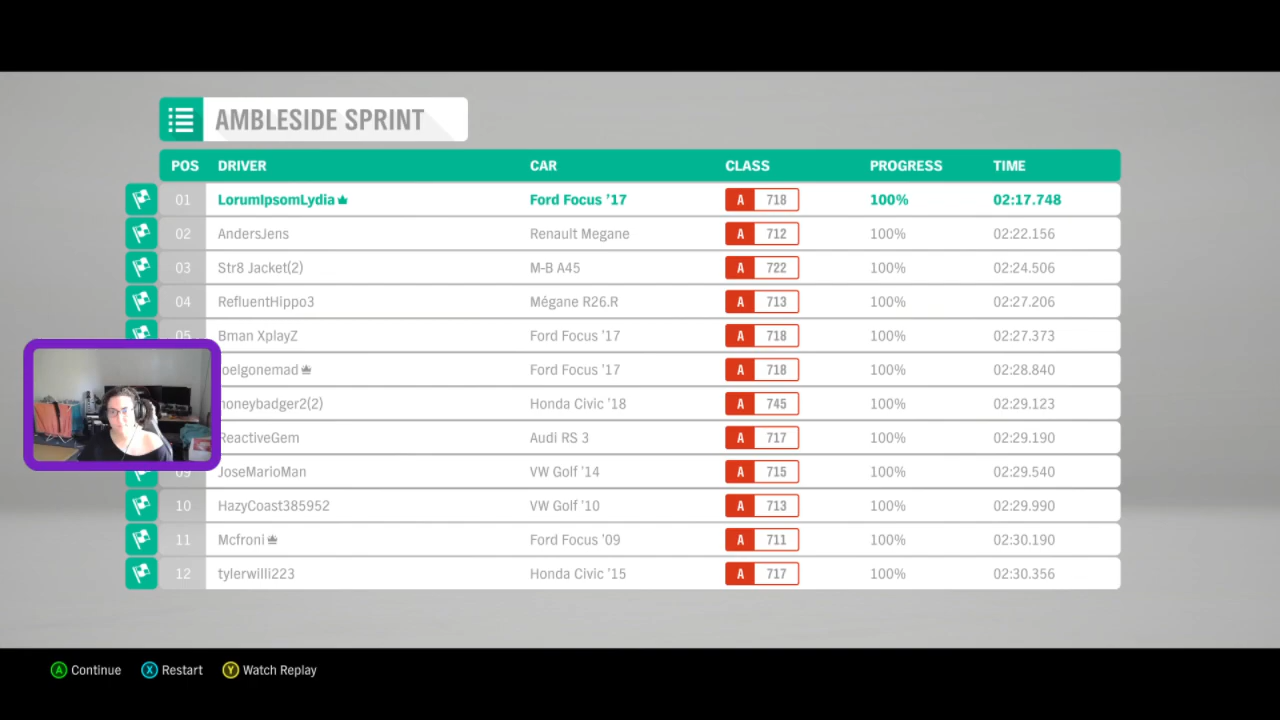 AMBLESIDE SPRINT
POS DRIVER CAR CLASS PROGRESS TIME
01 LorumIpsomLydia Ford Focus '17 A 718 100% 02:17.748
02 AndersJens Renault Megane A 712 100% 02:22.156
03 Str8 Jacket(2) M-B A45 A 722 100% 02:24.506
04 RefluentHippo3 Mégane R26.R A 713 100% 02:27.206
05 Bman XplayZ Ford Focus '17 A 718 100% 02:27.373
oelgonemad Ford Focus '17 A 718 100% 02:28.840
honeybadger2(2) Honda Civic '18 A 745 100% 02:29.123
ReactiveGem Audi RS 3 A 717 100% 02:29.190
09 JoseMarioMan VW Golf '14 A 715 100% 02:29.540
10 HazyCoast385952 VW Golf '10 A 713 100% 02:29.990
11 Mcfroni Ford Focus '09 A 711 100% 02:30.190
12 tylerwilli223 Honda Civic '15 A 717 100% 02:30.356
A Continue X Restart Y Watch Replay